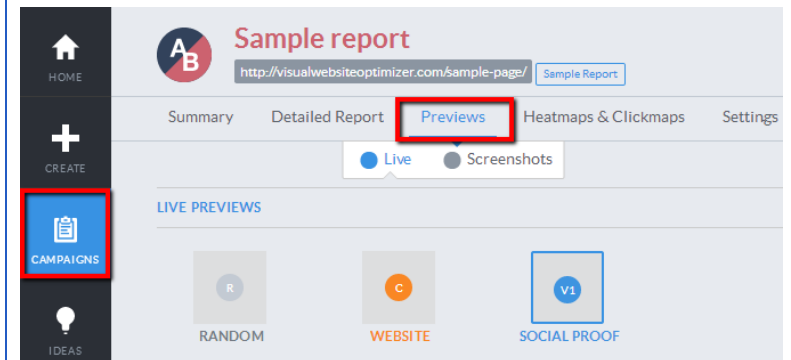 HOME
CREATE
CAMPAIGNS
IDEAS
AB
Sample report
http://visualwebsiteoptimizer.com/sample-page/ Sample Report
Summary Detailed Report Previews Heatmaps & Clickmaps Settings
Live Screenshots
LIVE PREVIEWS
R C V1
RANDOM WEBSITE SOCIAL PROOF